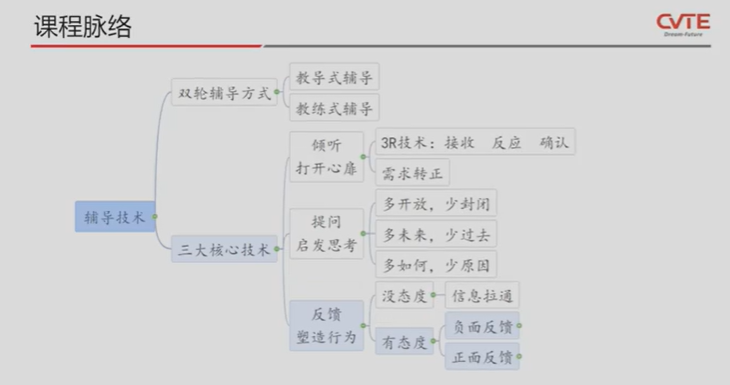 课程脉络
CVTE
Dream·Future
双轮辅导方式
教导式辅导
教练式辅导
辅导技术
三大核心技术
倾听
打开心扉
3R技术：接收 反应 确认
需求转正
提问
启发思考
多开放，少封闭
多未来，少过去
多如何，少原因
反馈
塑造行为
没态度
信息拉通
有态度
负面反馈
正面反馈